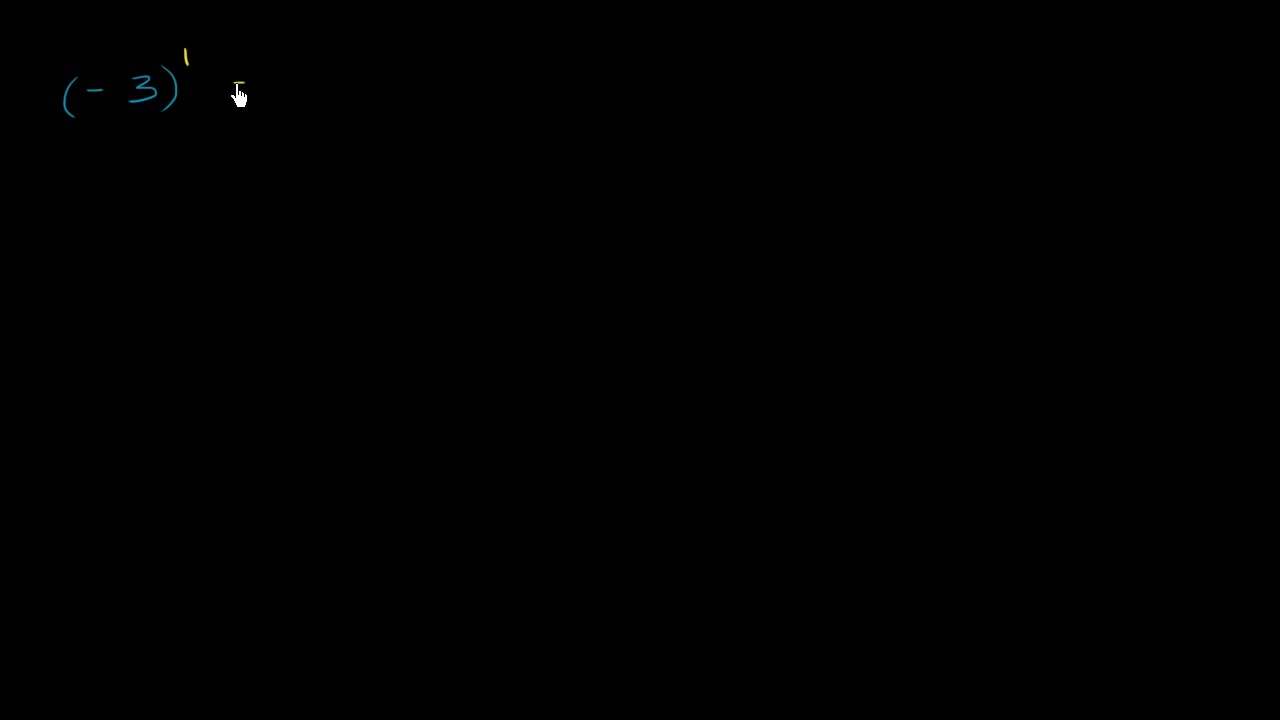 (- 3)¹ =